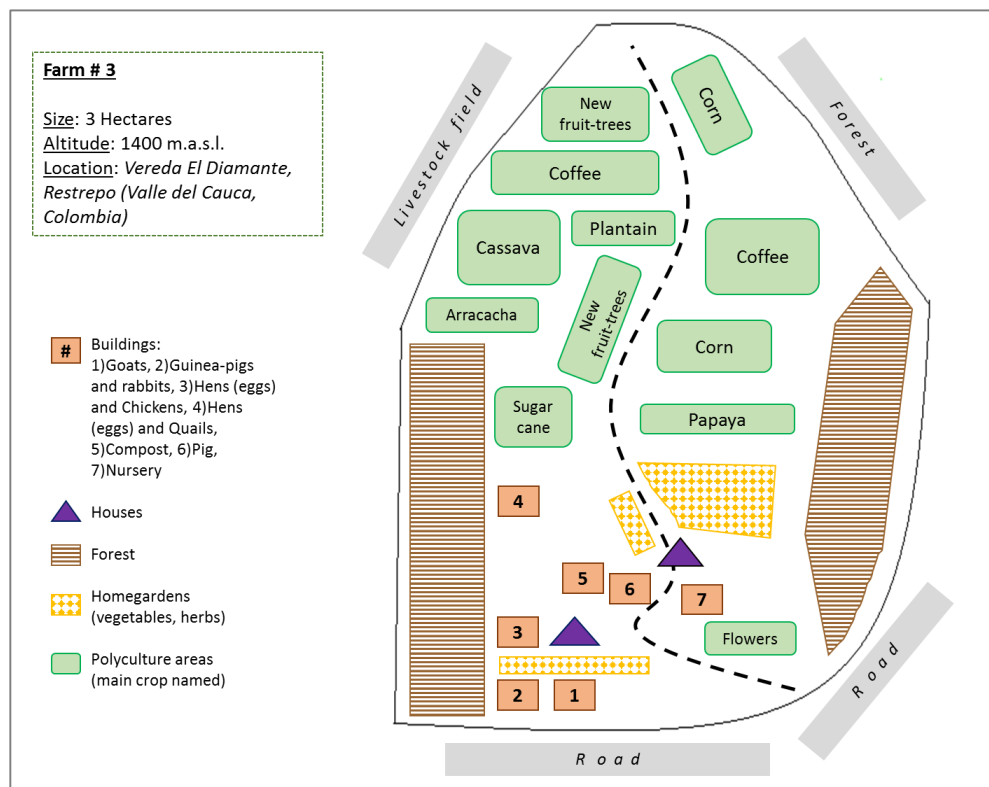 Farm # 3
Size: 3 Hectares
Altitude: 1400 m.a.s.l.
Location: Vereda El Diamante,
Restrepo (Valle del Cauca,
Colombia)
#
Buildings:
1)Goats, 2)Guinea-pigs
and rabbits, 3)Hens (eggs)
and Chickens, 4)Hens
(eggs) and Quails,
5)Compost, 6)Pig,
7)Nursery
Houses
Forest
Homegardens
(vegetables, herbs)
Polyculture areas
(main crop named)
Livestock field
Forest
New
fruit-trees
Corn
Coffee
Cassava
Plantain
Coffee
Arracacha
New
fruit-trees
Corn
Sugar
cane
Papaya
4
5
6
7
3
Flowers
2
1
Road
Road